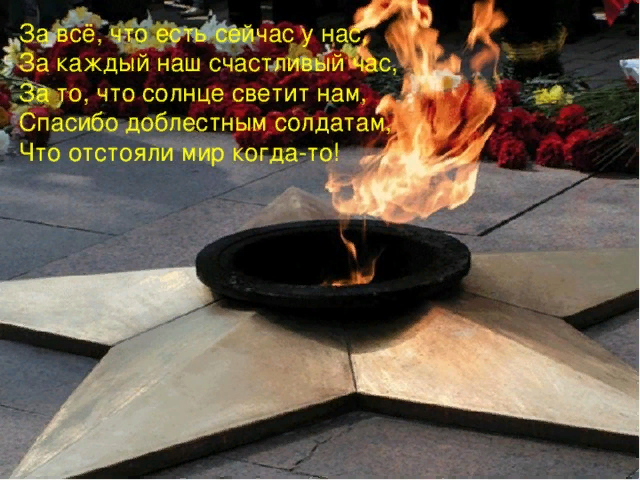 За всё, что есть сейчас у нас,
За каждый наш счастливый час,
За то, что солнце светит нам,
Спасибо доблестным солдатам,
Что отстояли мир когда-то!